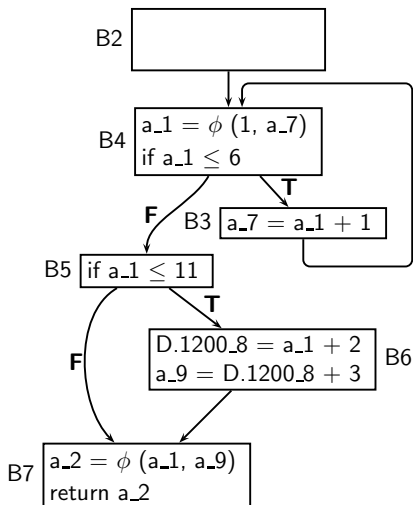 B2
B4
a_1 = ϕ (1, a_7)
if a_1 ≤ 6
T
F
B3
a_7 = a_1 + 1
B5
if a_1 ≤ 11
T
F
D.1200_8 = a_1 + 2
a_9 = D.1200_8 + 3
B6
B7
a_2 = ϕ (a_1, a_9)
return a_2